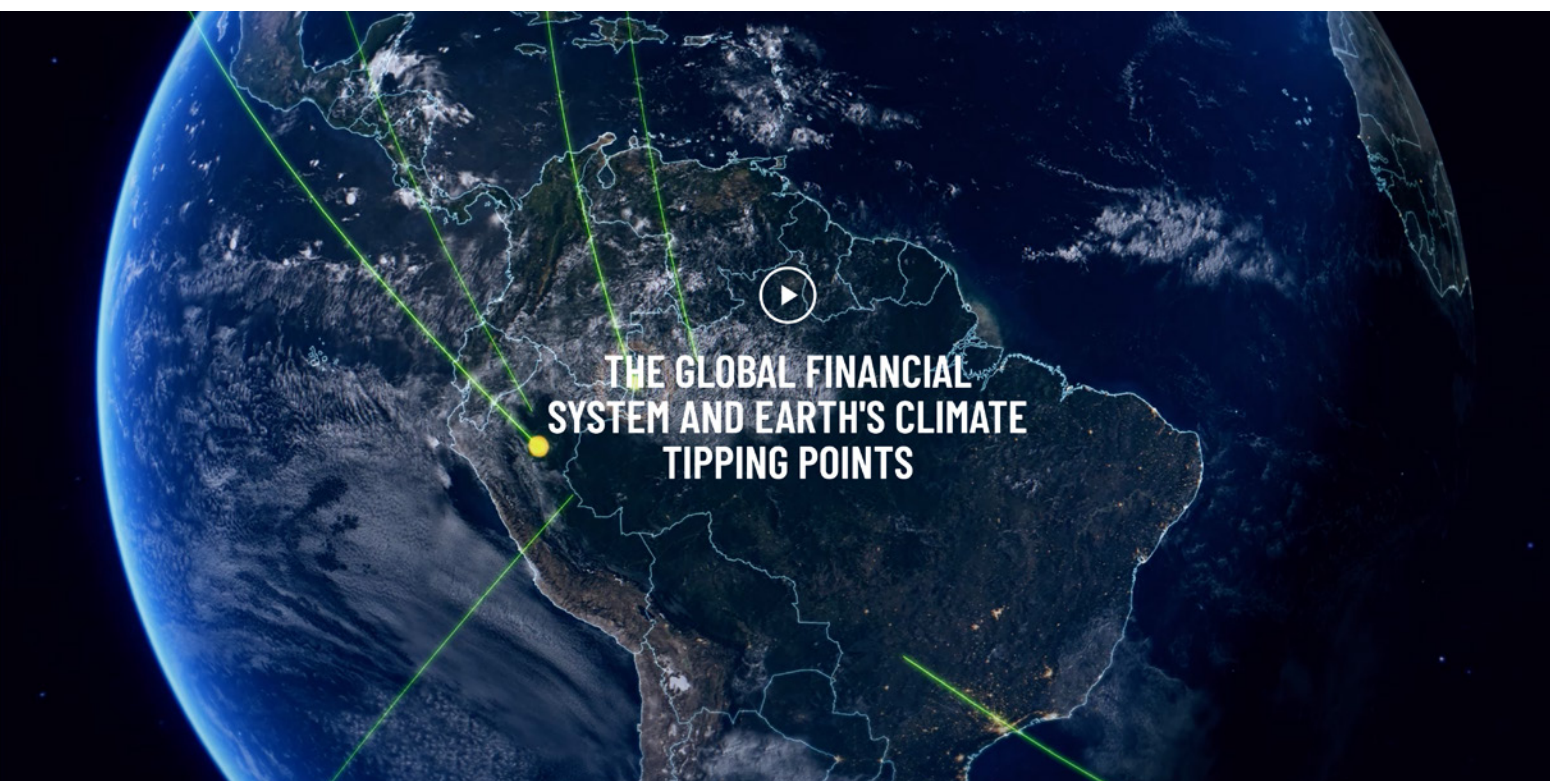 THE GLOBAL FINANCIAL
SYSTEM AND EARTH'S CLIMATE
TIPPING POINTS